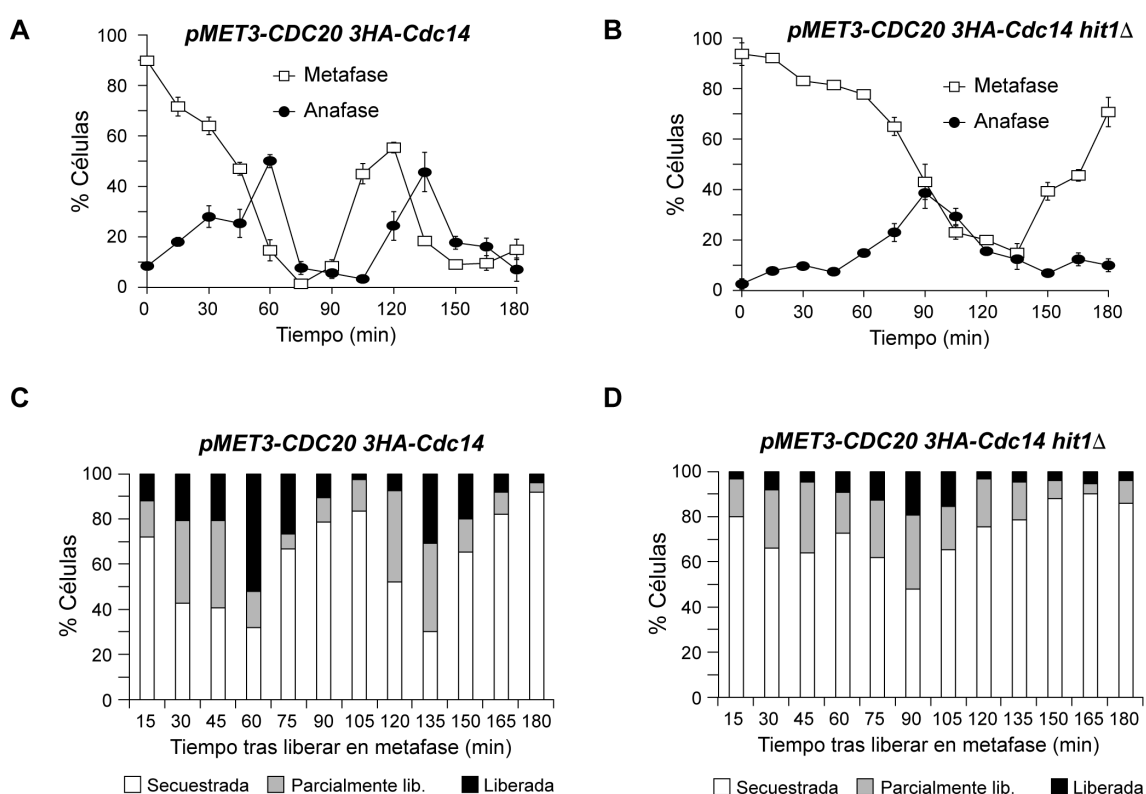 A
pMET3-CDC20 3HA-Cdc14
100
80
60
40
20
0
% Células
Metafase
Anafase
0 30 60 90 120 150 180
Tiempo (min)
B
pMET3-CDC20 3HA-Cdc14 hit1Δ
100
80
60
40
20
0
% Células
Metafase
Anafase
0 30 60 90 120 150 180
Tiempo (min)
C
pMET3-CDC20 3HA-Cdc14
100
80
60
40
20
0
% Células
15 30 45 60 75 90 105 120 135 150 165 180
Tiempo tras liberar en metafase (min)
Secuestrada Parcialmente lib. Liberada
D
pMET3-CDC20 3HA-Cdc14 hit1Δ
100
80
60
40
20
0
% Células
15 30 45 60 75 90 105 120 135 150 165 180
Tiempo tras liberar en metafase (min)
Secuestrada Parcialmente lib. Liberada